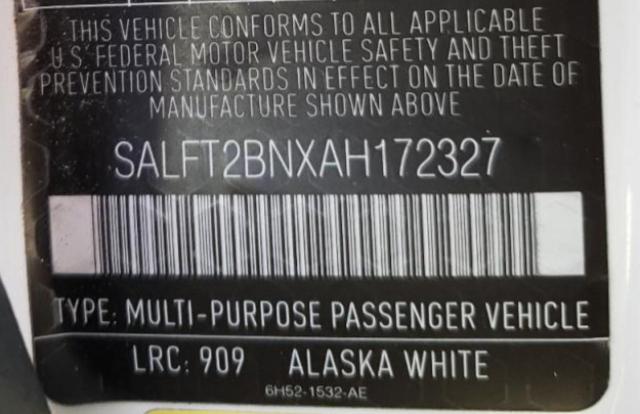 THIS VEHICLE CONFORMS TO ALL APPLICABLE
U.S. FEDERAL MOTOR VEHICLE SAFETY AND THEFT
PREVENTION STANDARDS IN EFFECT ON THE DATE OF
MANUFACTURE SHOWN ABOVE
SALFT2BNXAH172327
TYPE: MULTI-PURPOSE PASSENGER VEHICLE
LRC: 909 ALASKA WHITE
6H52-1532-AE